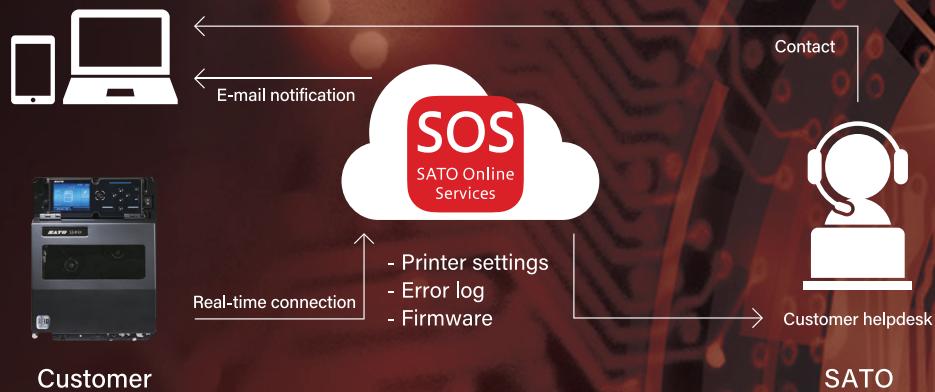 Contact
E-mail notification
SOS
SATO Online
Services
SATO
Real-time connection
- Printer settings
- Error log
- Firmware
Customer helpdesk
Customer
SATO